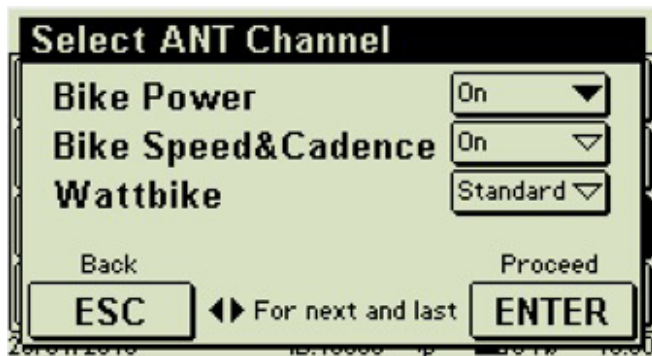 Select ANT Channel
Bike Power On
Bike Speed&Cadence On
Wattbike Standard
Back Proceed
ESC For next and last ENTER